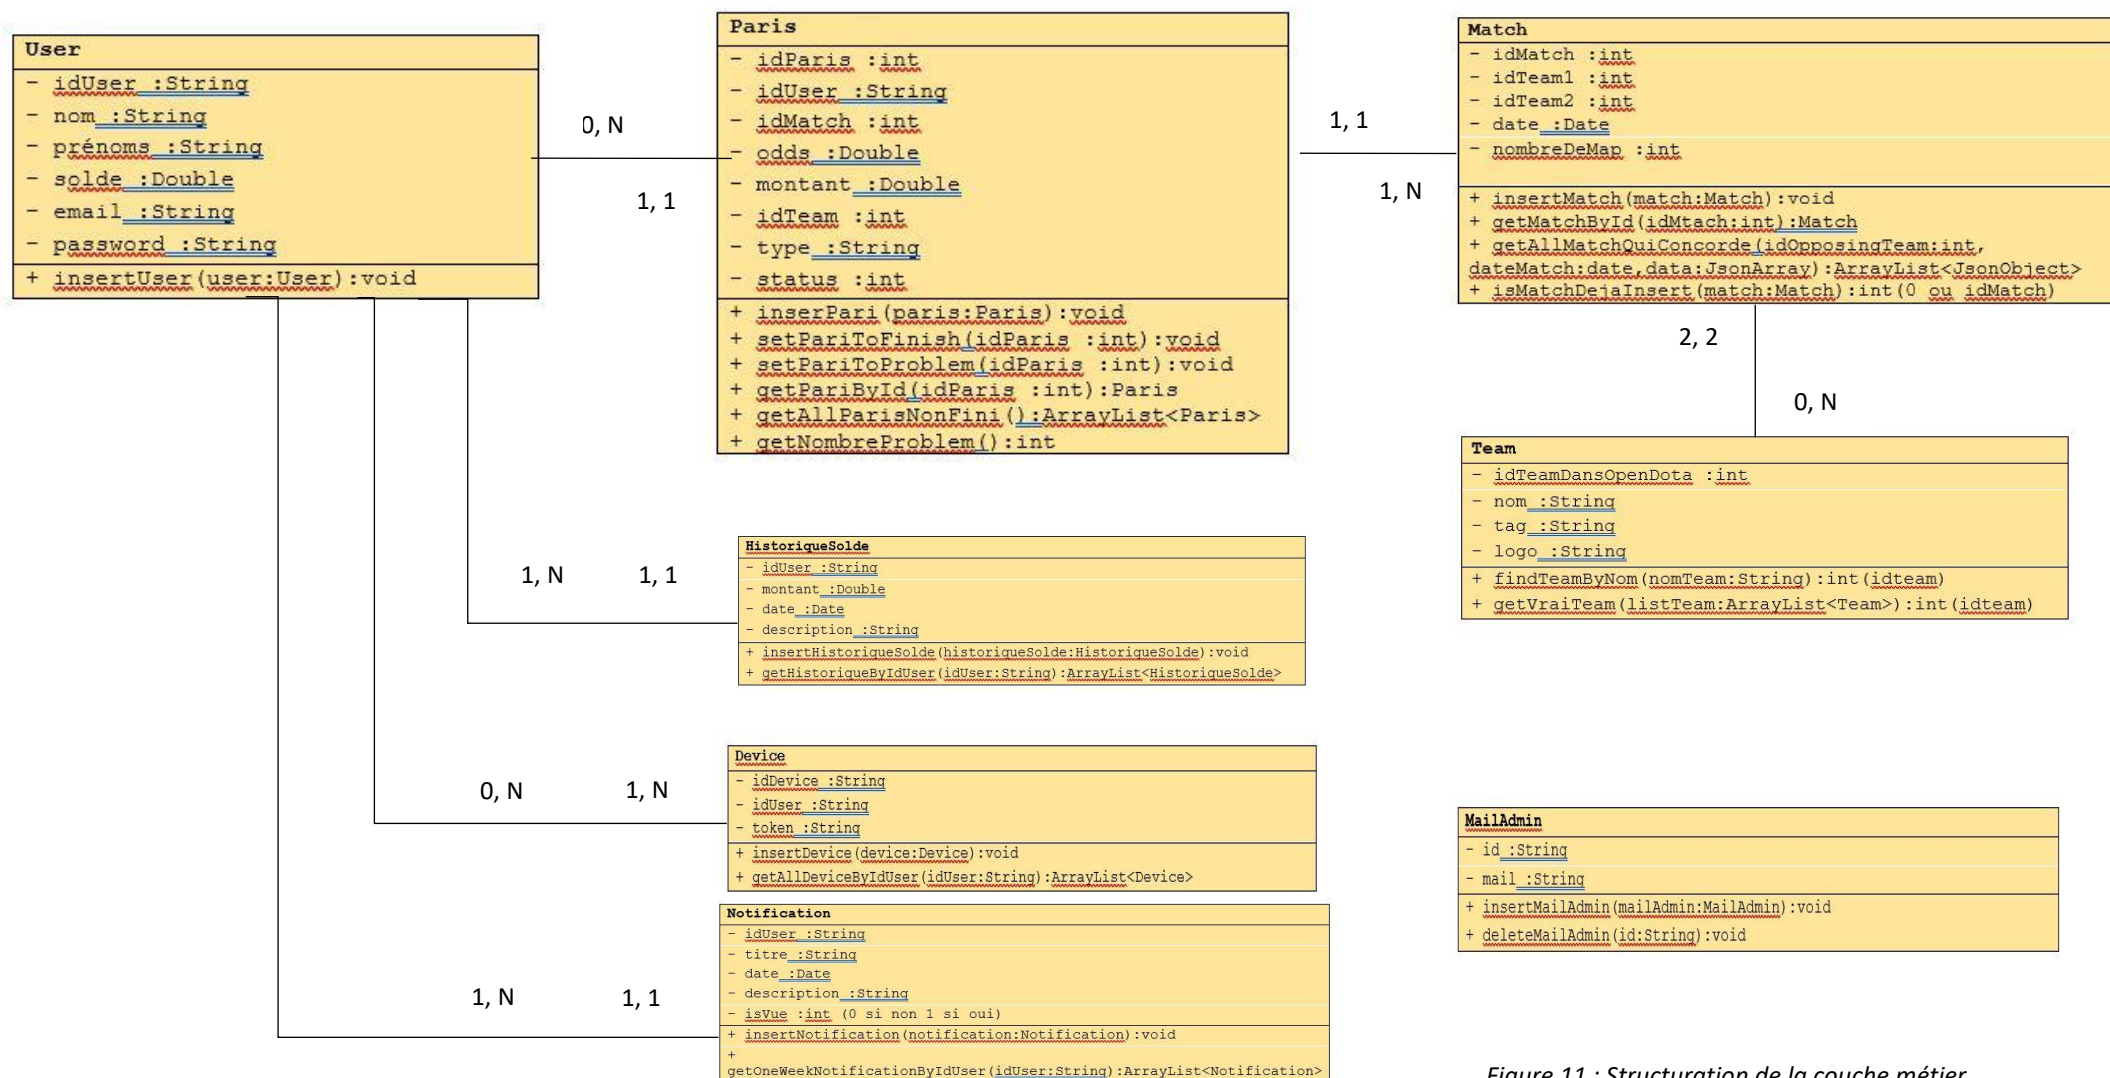 User
- idUser :String
- nom :String
- prénoms :String
- solde :Double
- email :String
- password :String
+ insertUser(user:User):void
0, N
1, 1
Paris
- idParis :int
- idUser :String
- idMatch :int
- odds :Double
- montant :Double
- idTeam :int
- type :String
- status :int
+ inserPari(paris:Paris):void
+ setPariToFinish(idParis :int):void
+ setPariToProblem(idParis :int):void
+ getPariById(idParis :int):Paris
+ getAllParisNonFini():ArrayList<Paris>
+ getNombreProblem():int
1, 1
1, N
Match
- idMatch :int
- idTeam1 :int
- idTeam2 :int
- date :Date
- nombreDeMap :int
+ insertMatch(match:Match):void
+ getMatchById(idMtach:int):Match
+ getAllMatchQuiConcorde(idOpposingTeam:int,
dateMatch:date,data:JsonArray):ArrayList<JsonObject>
+ isMatchDejaInsert(match:Match):int(0 ou idMatch)
2, 2
0, N
Team
- idTeamDansOpenDota :int
- nom :String
- tag :String
- logo :String
+ findTeamByNom(nomTeam:String):int(idteam)
+ getVraiTeam(listTeam:ArrayList<Team>):int(idteam)
1, N
1, 1
HistoriqueSolde
- idUser :String
- montant :Double
- date :Date
- description :String
+ insertHistoriqueSolde(historiqueSolde:HistoriqueSolde):void
+ getHistoriqueByIdUser(idUser:String):ArrayList<HistoriqueSolde>
0, N
1, N
Device
- idDevice :String
- idUser :String
- token :String
+ insertDevice(device:Device):void
+ getAllDeviceByIdUser(idUser:String):ArrayList<Device>
MailAdmin
- id :String
- mail :String
+ insertMailAdmin(mailAdmin:MailAdmin):void
+ deleteMailAdmin(id:String):void
1, N
1, 1
Notification
- idUser :String
- titre :String
- date :Date
- description :String
- isVue :int (0 si non 1 si oui)
+ insertNotification(notification:Notification):void
+
getOneWeekNotificationByIdUser(idUser:String):ArrayList<Notification>
Figure 11 : Structuration de la couche métier